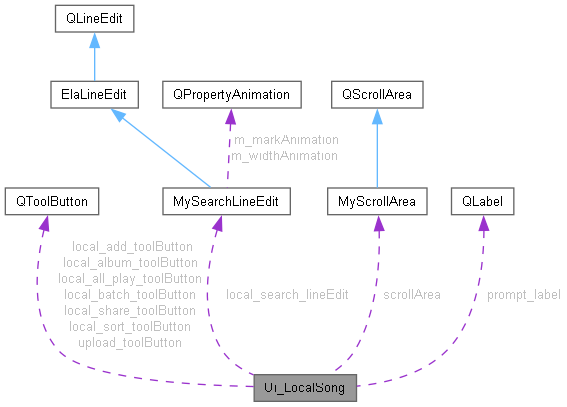 QLineEdit
ElaLineEdit
QPropertyAnimation
QScrollArea
m_markAnimation
m_widthAnimation
QToolButton
MySearchLineEdit
MyScrollArea
QLabel
local_add_toolButton
local_album_toolButton
local_all_play_toolButton
local_batch_toolButton
local_share_toolButton
local_sort_toolButton
upload_toolButton
local_search_lineEdit
scrollArea
prompt_label
Ui_LocalSong